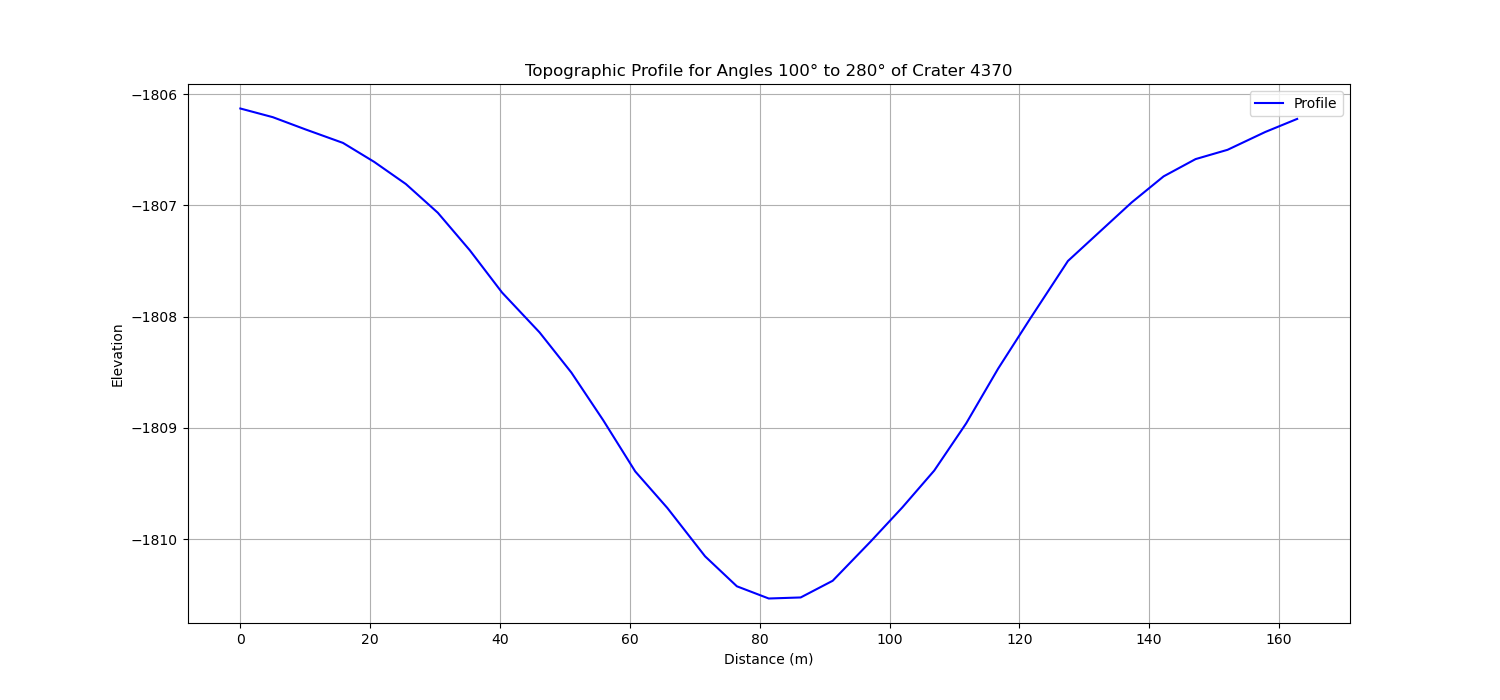 Topographic Profile for Angles 100° to 280° of Crater 4370
Profile
−1806
−1807
−1808
−1809
−1810
Elevation
0 20 40 60 80 100 120 140 160
Distance (m)